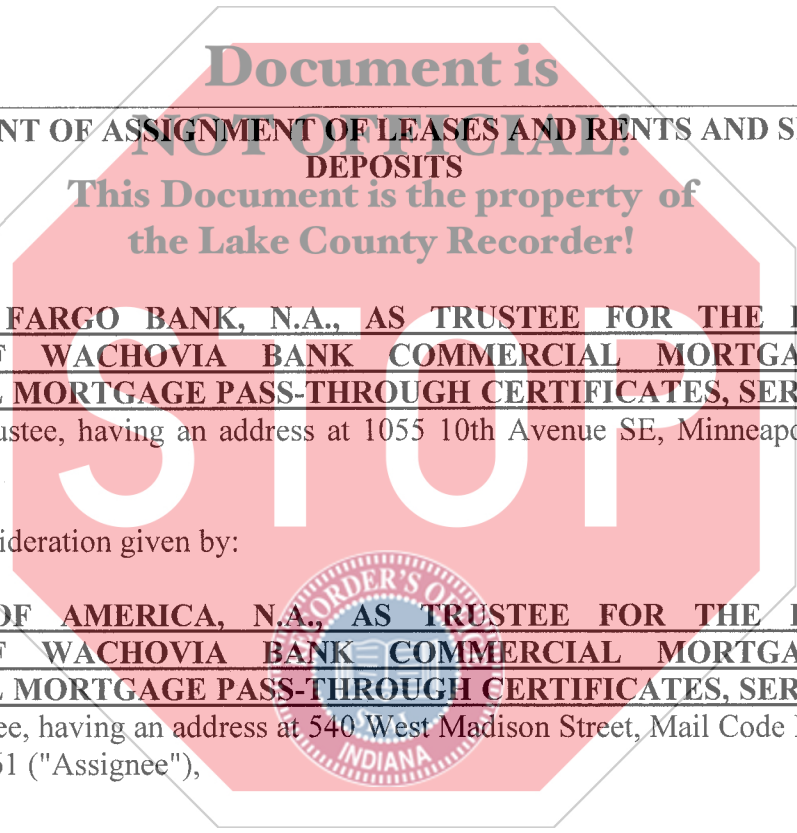 Document is
NT OF ASSIGNMENT OF LEASES AND RENTS AND S
NOT OFFICIAL!
DEPOSITS
This Document is the property of
the Lake County Recorder!
FARGO BANK, N.A., AS TRUSTEE FOR THE
F WACHOVIA BANK COMMERCIAL MORTGA
MORTGAGE PASS-THROUGH CERTIFICATES, SER
ustee, having an address at 1055 10th Avenue SE, Minneapo
STOP
ideration given by:
OF AMERICA, N.A., AS TRUSTEE FOR THE
F WACHOVIA BANK COMMERCIAL MORTGA
MORTGAGE PASS-THROUGH CERTIFICATES, SER
ee, having an address at 540 West Madison Street, Mail Code
51 ("Assignee"),
INDIANA